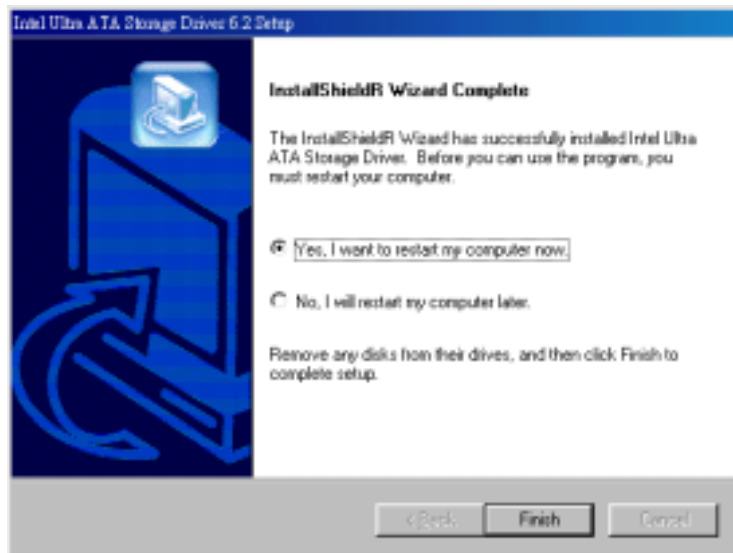 Intel Ultra ATA Storage Driver 6.2 Setup
InstallShieldR Wizard Complete
The InstallShieldR Wizard has successfully installed Intel Ultra
ATA Storage Driver. Before you can use the program, you
must restart your computer.
Yes, I want to restart my computer now.
No, I will restart my computer later.
Remove any disks from their drives, and then click Finish to
complete setup.
< Back
Finish
Cancel